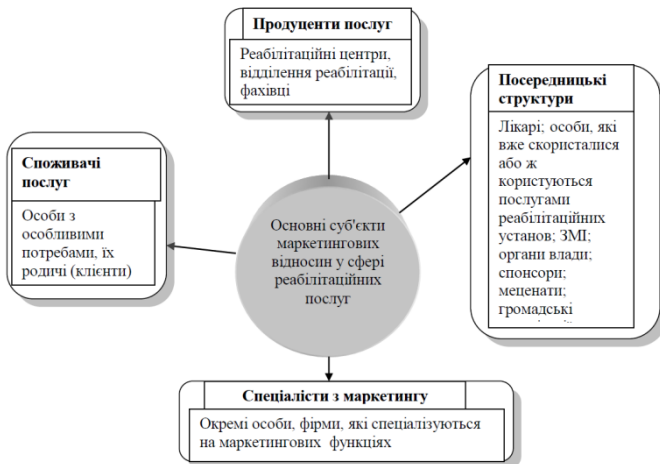 Продуценти послуг
Реабілітаційні центри,
відділення реабілітації,
фахівці
Посередницькі
структури
Лікарі; особи, які
вже скористалися
або ж
користуються
послугами
реабілітаційних
установ; ЗМІ;
органи влади;
спонсори;
меценати;
громадські
Споживачі
послуг
Особи з
особливими
потребами, їх
родичі (клієнти)
Основні суб'єкти
маркетингових
відносин у сфері
реабілітаційних
послуг
Спеціалісти з маркетингу
Окремі особи, фірми, які спеціалізуються
на маркетингових функціях